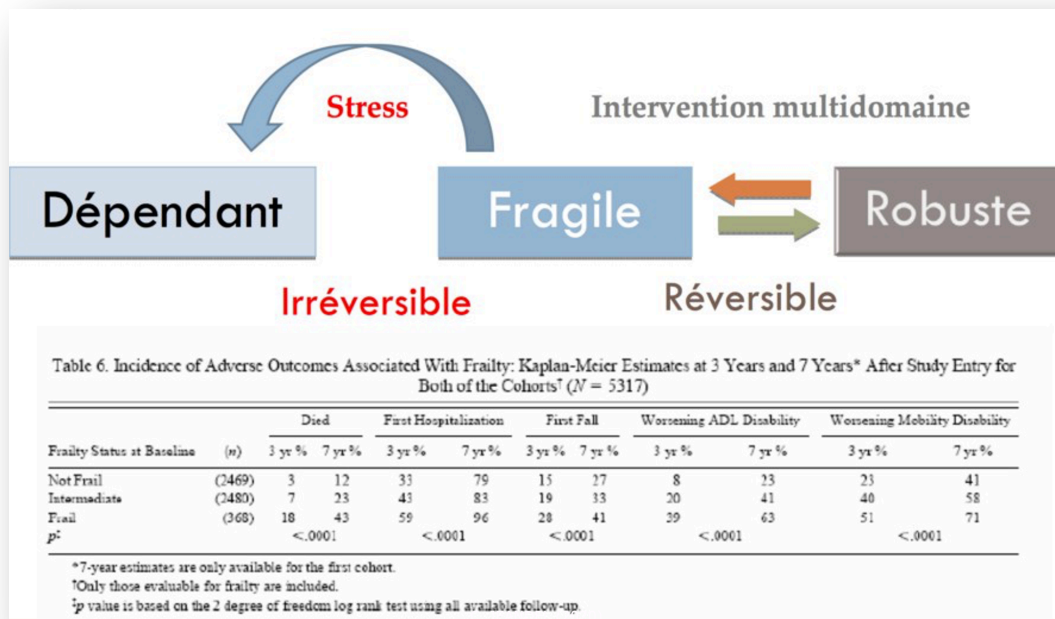 Stress
Intervention multidomaine
Dépendant
Fragile
Robuste
Irréversible
Réversible
Table 6. Incidence of Adverse Outcomes Associated With Frailty: Kaplan-Meier Estimates at 3 Years and 7 Years* After Study Entry for
Both of the Cohorts† (N = 5317)
Died First Hospitalization First Fall Worsening ADL Disability Worsening Mobility Disability
Frailty Status at Baseline (n) 3 yr % 7 yr % 3 yr % 7 yr % 3 yr % 7 yr % 3 yr % 7 yr % 3 yr % 7 yr %
Not Frail (2469) 3 12 33 79 15 27 8 23 23 41
Intermediate (2480) 7 23 43 83 19 33 20 41 40 58
Frail (368) 18 43 59 96 28 41 39 63 51 71
p‡ <.0001 <.0001 <.0001 <.0001 <.0001
*7-year estimates are only available for the first cohort.
†Only those evaluable for frailty are included.
‡p value is based on the 2 degree of freedom log rank test using all available follow-up.